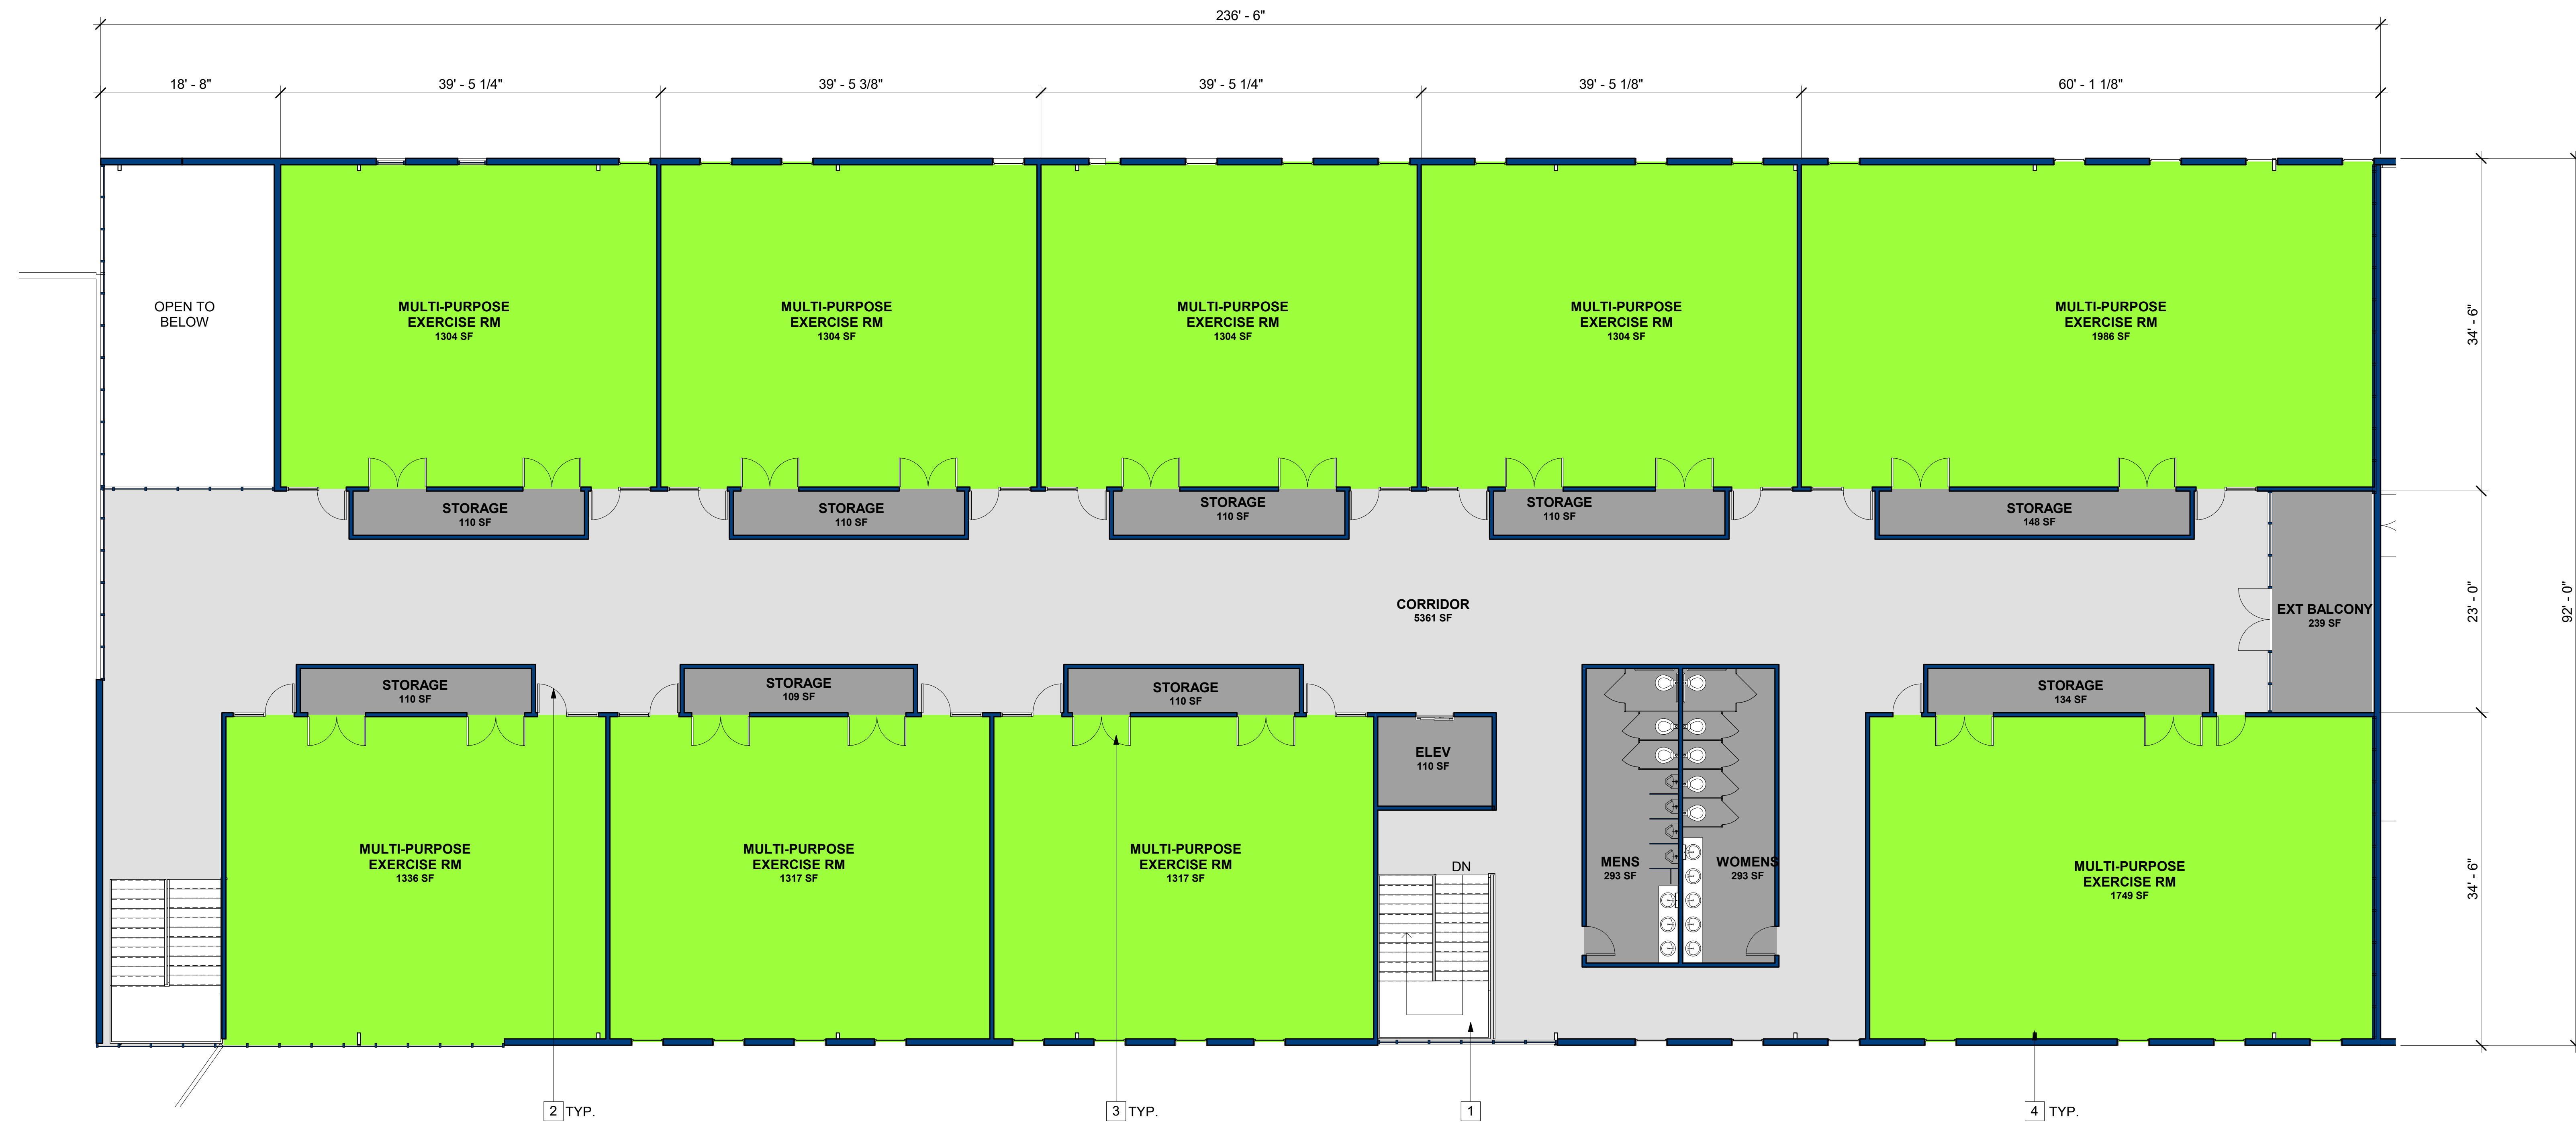 236' - 6"
18' - 8"
39' - 5 1/4"
39' - 5 3/8"
39' - 5 1/4"
39' - 5 1/8"
60' - 1 1/8"
OPEN TO
BELOW
MULTI-PURPOSE
EXERCISE RM
1304 SF
MULTI-PURPOSE
EXERCISE RM
1304 SF
MULTI-PURPOSE
EXERCISE RM
1304 SF
MULTI-PURPOSE
EXERCISE RM
1304 SF
MULTI-PURPOSE
EXERCISE RM
1986 SF
34' - 6"
STORAGE
110 SF
STORAGE
110 SF
STORAGE
110 SF
STORAGE
110 SF
STORAGE
148 SF
CORRIDOR
5361 SF
EXT BALCONY
239 SF
23' - 0"
92' - 0"
STORAGE
110 SF
STORAGE
109 SF
STORAGE
110 SF
STORAGE
134 SF
ELEV
110 SF
MULTI-PURPOSE
EXERCISE RM
1336 SF
MULTI-PURPOSE
EXERCISE RM
1317 SF
MULTI-PURPOSE
EXERCISE RM
1317 SF
DN
MENS
293 SF
WOMENS
293 SF
MULTI-PURPOSE
EXERCISE RM
1749 SF
34' - 6"
2 TYP.
3 TYP.
1
4 TYP.